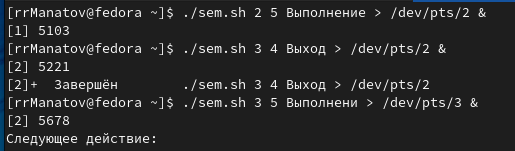 [rrManatov@fedora ~]$ ./sem.sh 2 5 Выполнение > /dev/pts/2 &
[1] 5103
[rrManatov@fedora ~]$ ./sem.sh 3 4 Выход > /dev/pts/2 &
[2] 5221
[2]+  Завершён        ./sem.sh 3 4 Выход > /dev/pts/2
[rrManatov@fedora ~]$ ./sem.sh 3 5 Выполнени > /dev/pts/3 &
[2] 5678
Следующее действие: